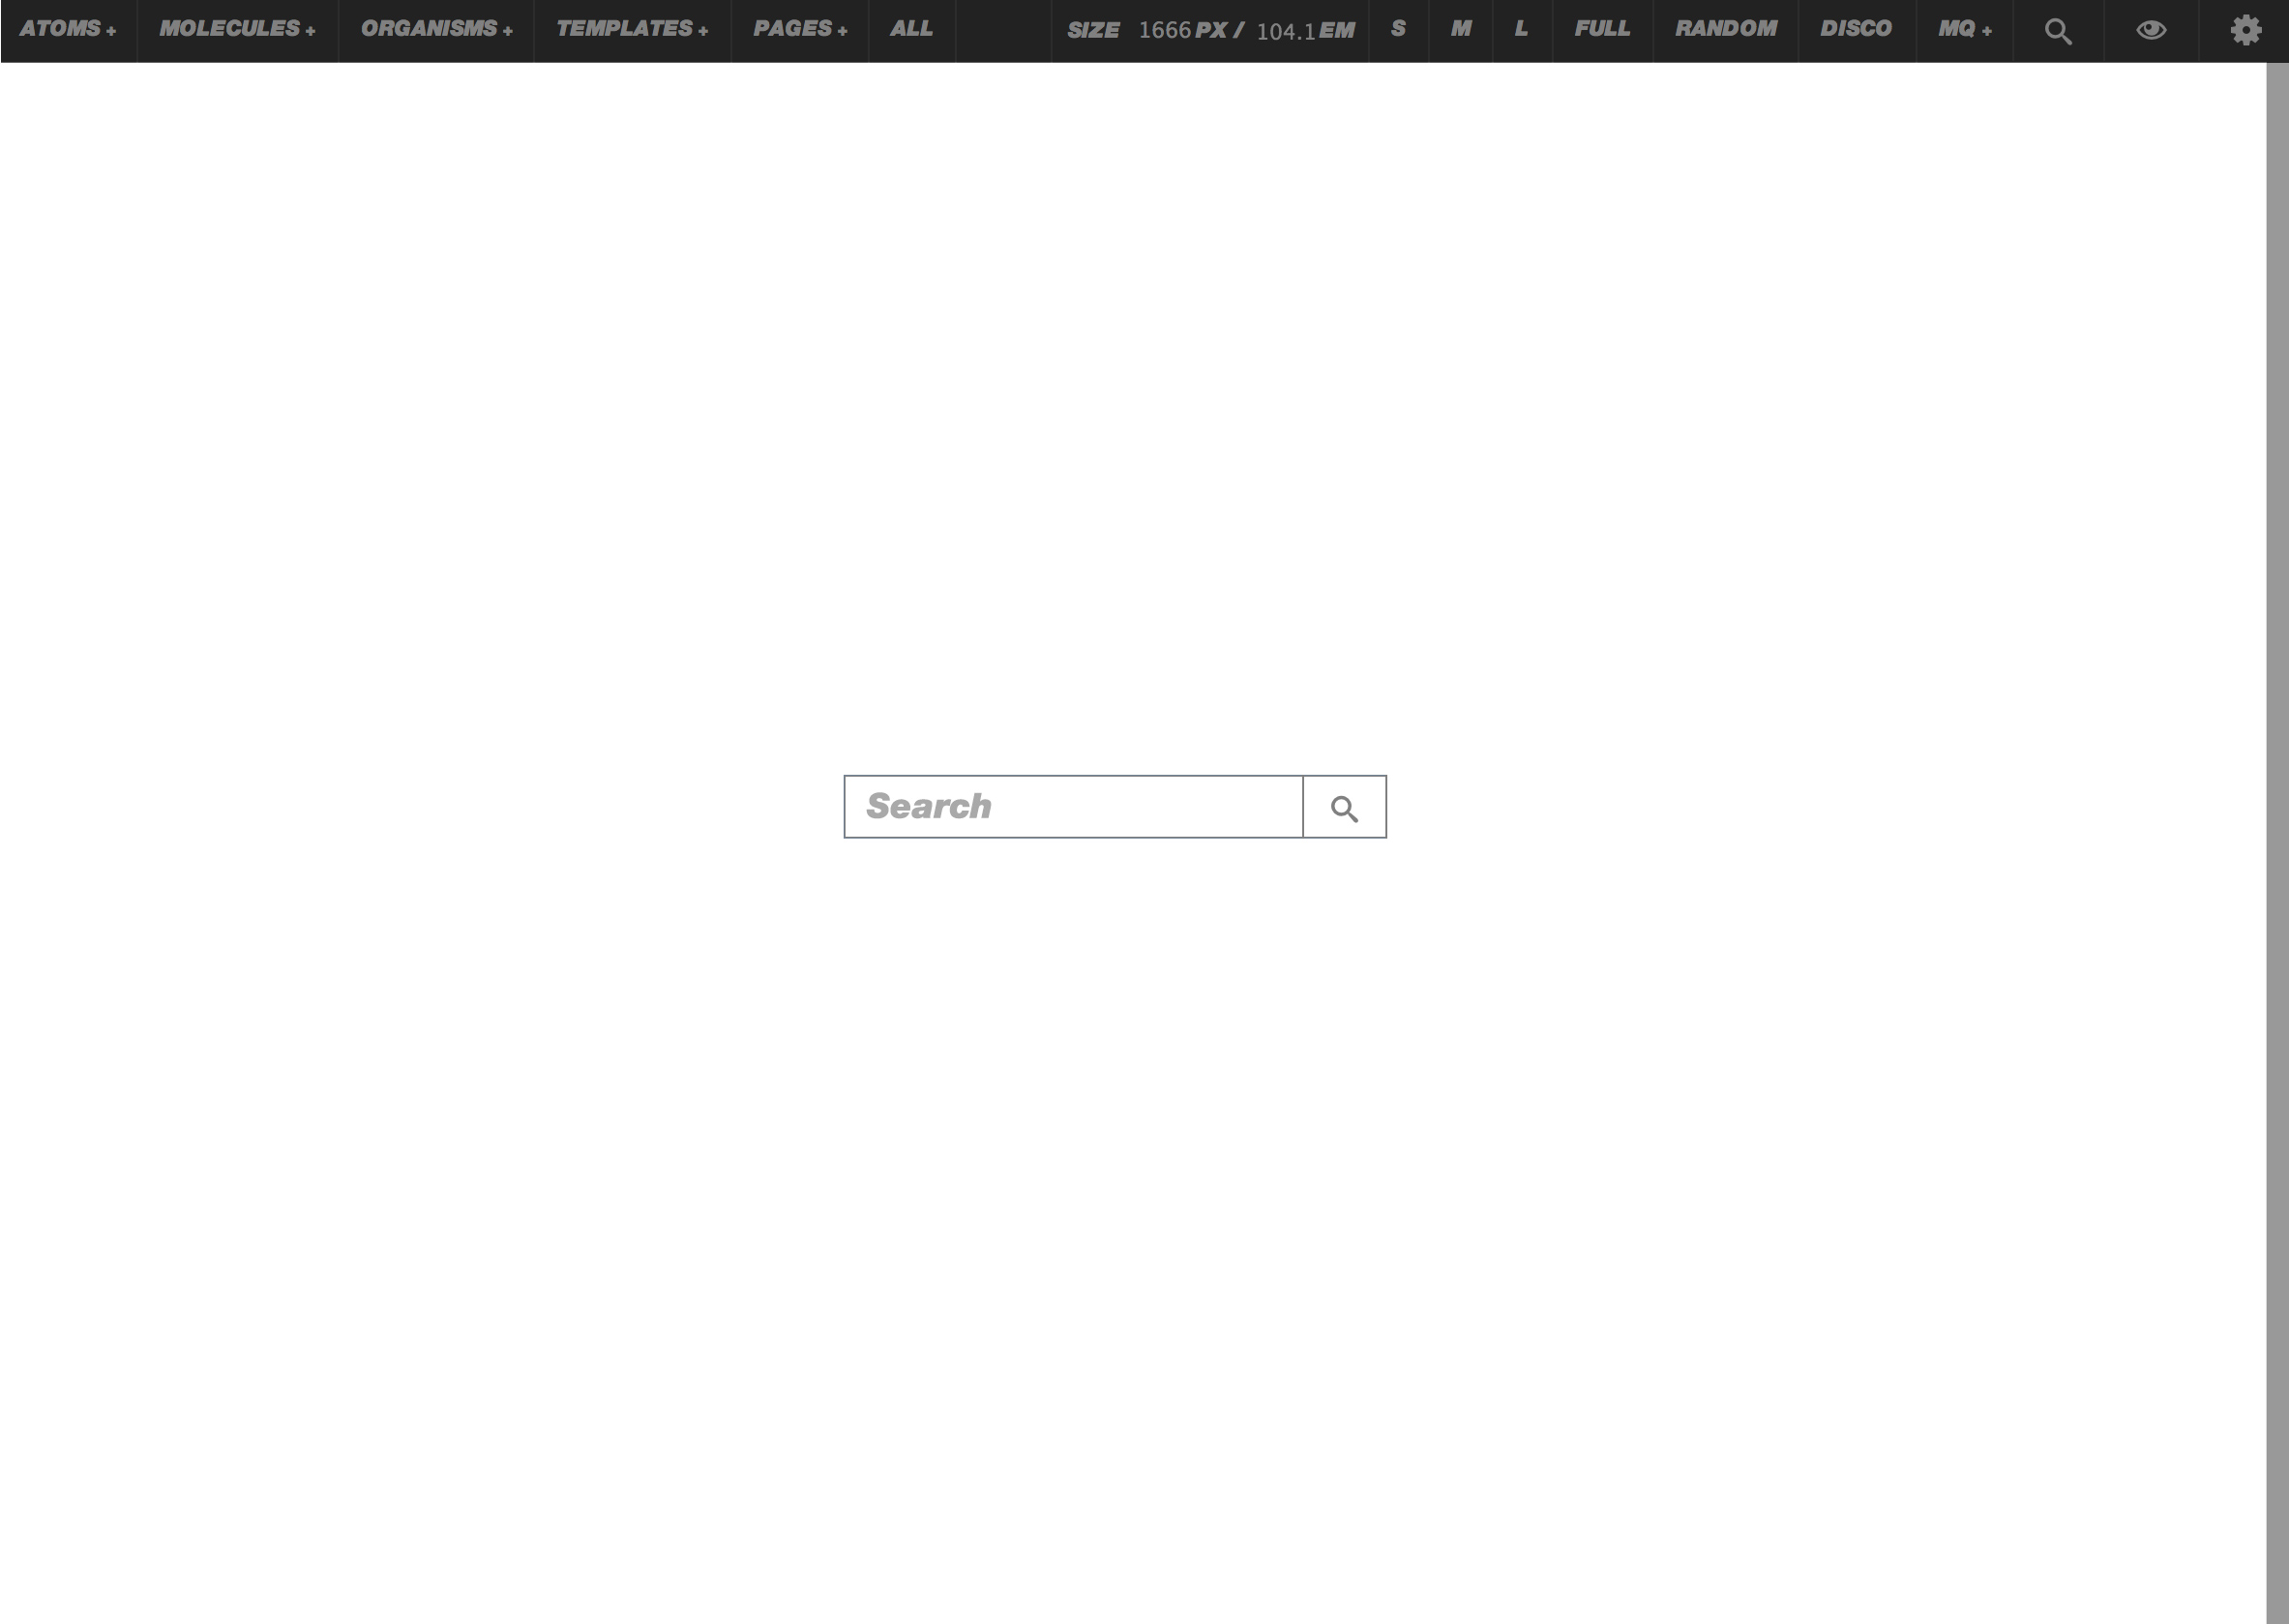 ATOMS + MOLECULES + ORGANISMS + TEMPLATES + PAGES + ALL SIZE 1666 PX / 104.1 EM S M L FULL RANDOM DISCO MQ +
Search